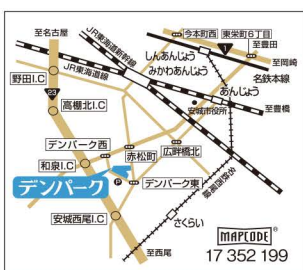 至名古屋
JR東海道新幹線
今本町西
東栄町6丁目
至豊田
1
しんあんじょう
みかわあんじょう
至岡崎
名鉄本線
野田I.C
JR東海道線
23
高棚北I.C
あんじょう
安城市役所
至豊橋
デンパーク西
広畔橋北
和泉I.C
赤松町
デンパーク
P
デンパーク東
名鉄西尾線
安城西尾I.C
さくらい
至西尾
MAPCODE
17 352 199